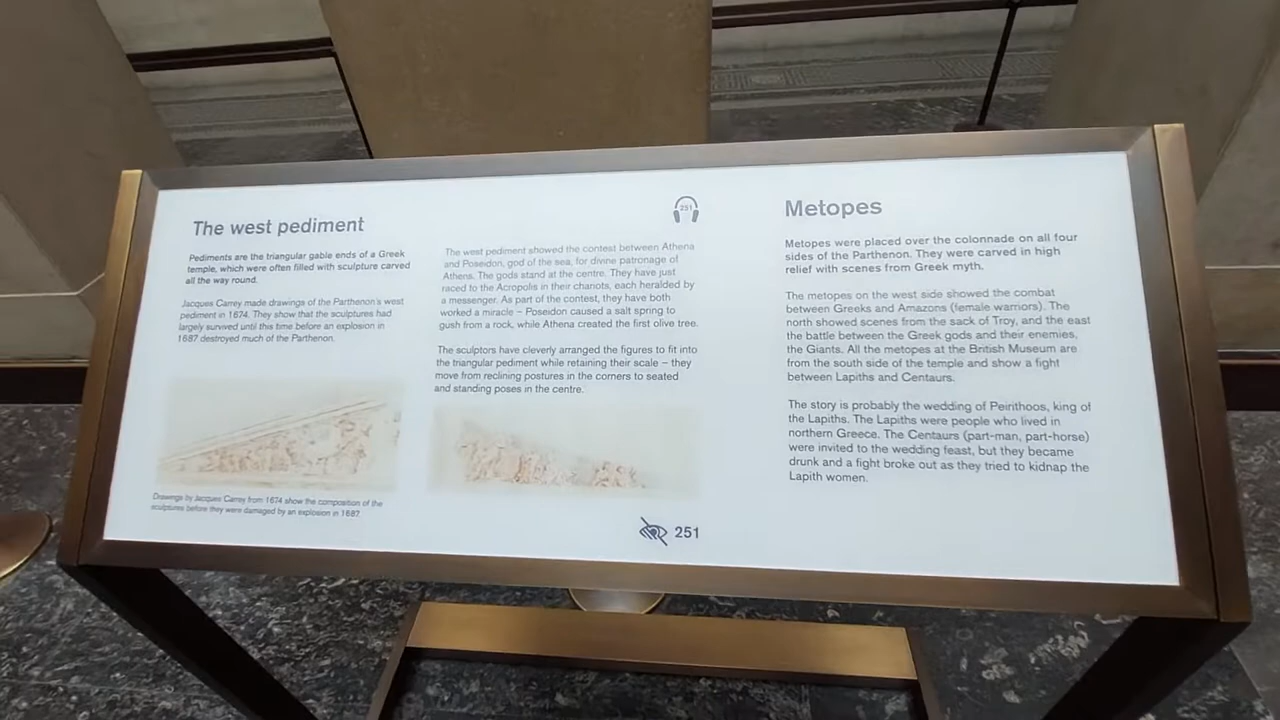 The west pediment
Pediments are the triangular gable ends of a Greek
temple, which were often filled with sculpture carved
all the way round.
Jacques Carrey made drawings of the Parthenon's west
pediment in 1674. They show that the sculptures had
largely survived until this time before an explosion in
1687 destroyed much of the Parthenon.
Drawings by Jacques Carrey from 1674 show the composition of the
sculptures before they were damaged by an explosion in 1687.
251
The west pediment showed the contest between Athena
and Poseidon, god of the sea, for divine patronage of
Athens. The gods stand at the centre. They have just
raced to the Acropolis in their chariots, each heralded by
a messenger. As part of the contest, they have both
worked a miracle – Poseidon caused a salt spring to
gush from a rock, while Athena created the first olive tree.
The sculptors have cleverly arranged the figures to fit into
the triangular pediment while retaining their scale – they
move from reclining postures in the corners to seated
and standing poses in the centre.
251
Metopes
Metopes were placed over the colonnade on all four
sides of the Parthenon. They were carved in high
relief with scenes from Greek myth.
The metopes on the west side showed the combat
between Greeks and Amazons (female warriors). The
north showed scenes from the sack of Troy, and the east
the battle between the Greek gods and their enemies,
the Giants. All the metopes at the British Museum are
from the south side of the temple and show a fight
between Lapiths and Centaurs.
The story is probably the wedding of Peirithoos, king of
the Lapiths. The Lapiths were people who lived in
northern Greece. The Centaurs (part-man, part-horse)
were invited to the wedding feast, but they became
drunk and a fight broke out as they tried to kidnap the
Lapith women.